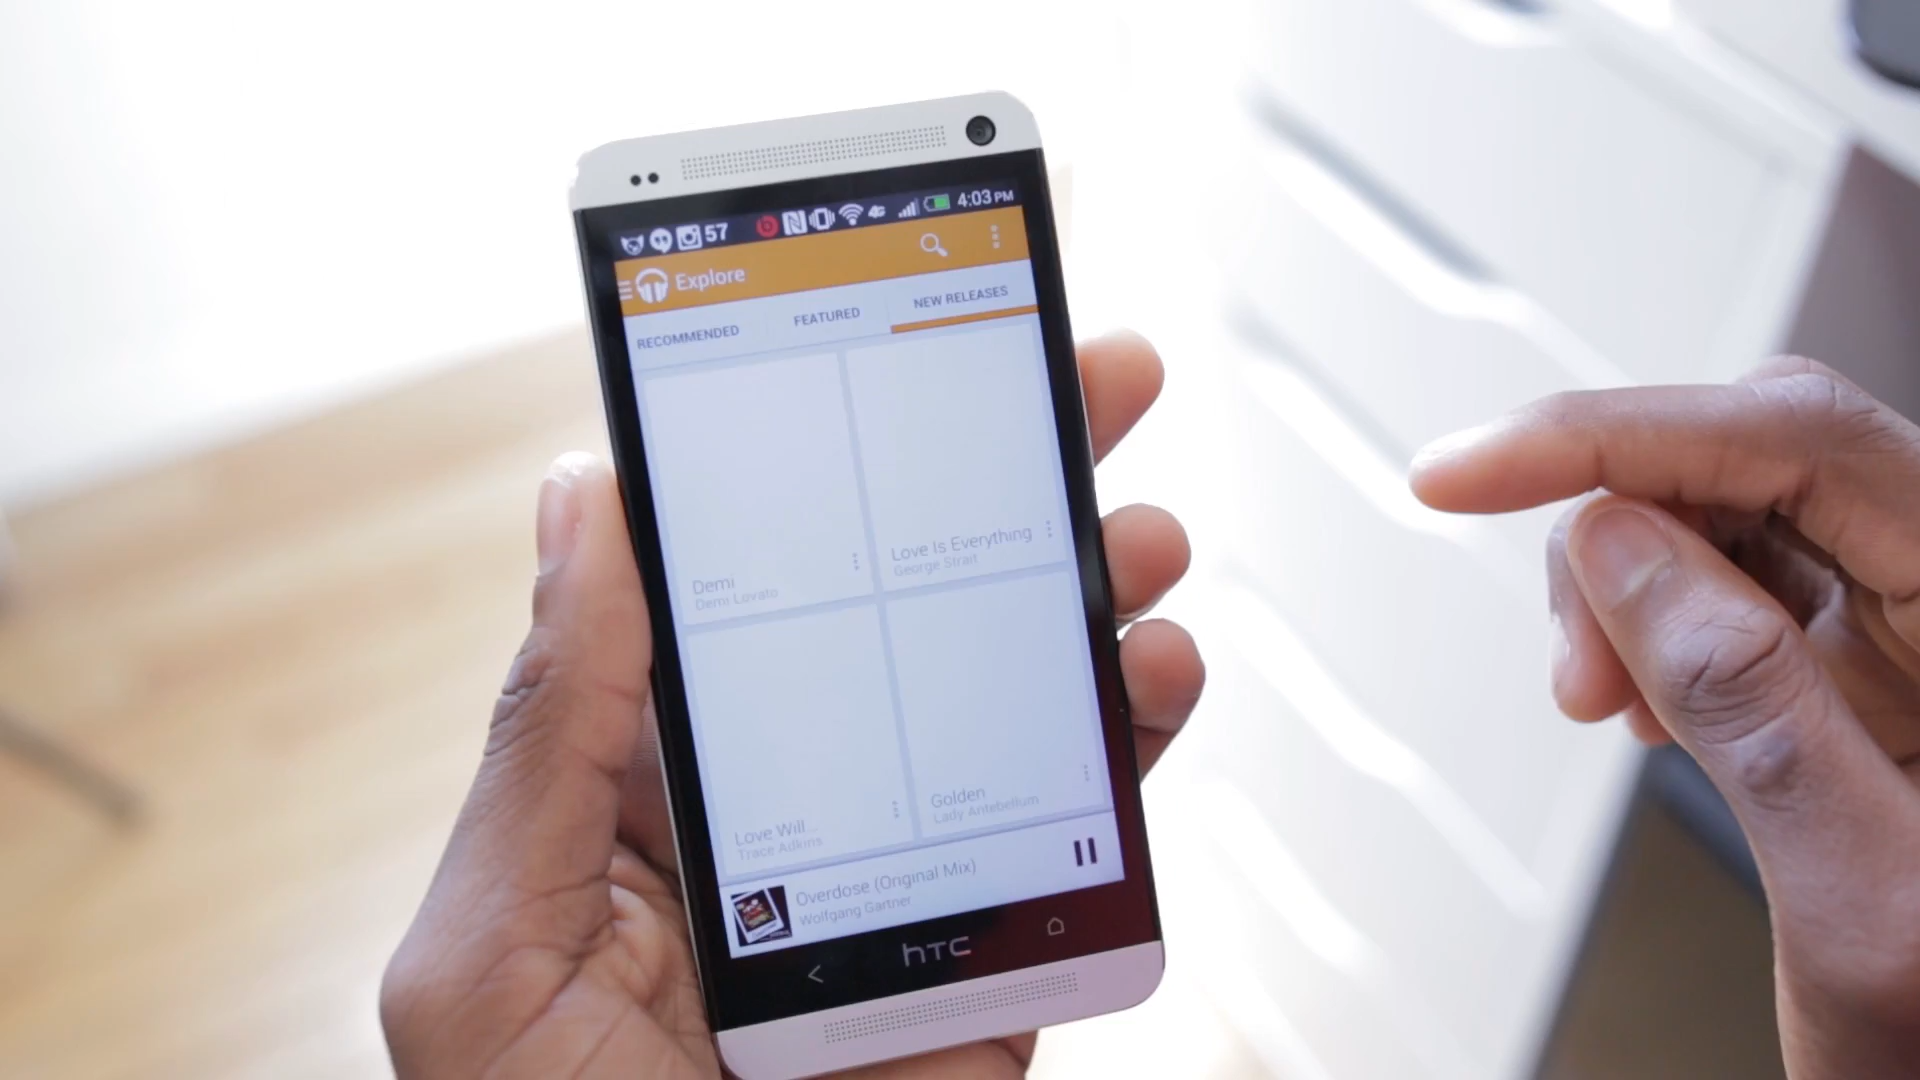 57
4G
4:03 PM
Explore
RECOMMENDED
FEATURED
NEW RELEASES
Demi
Demi Lovato
Love Is Everything
George Strait
Love Will...
Trace Adkins
Golden
Lady Antebellum
Overdose (Original Mix)
Wolfgang Gartner
hTC